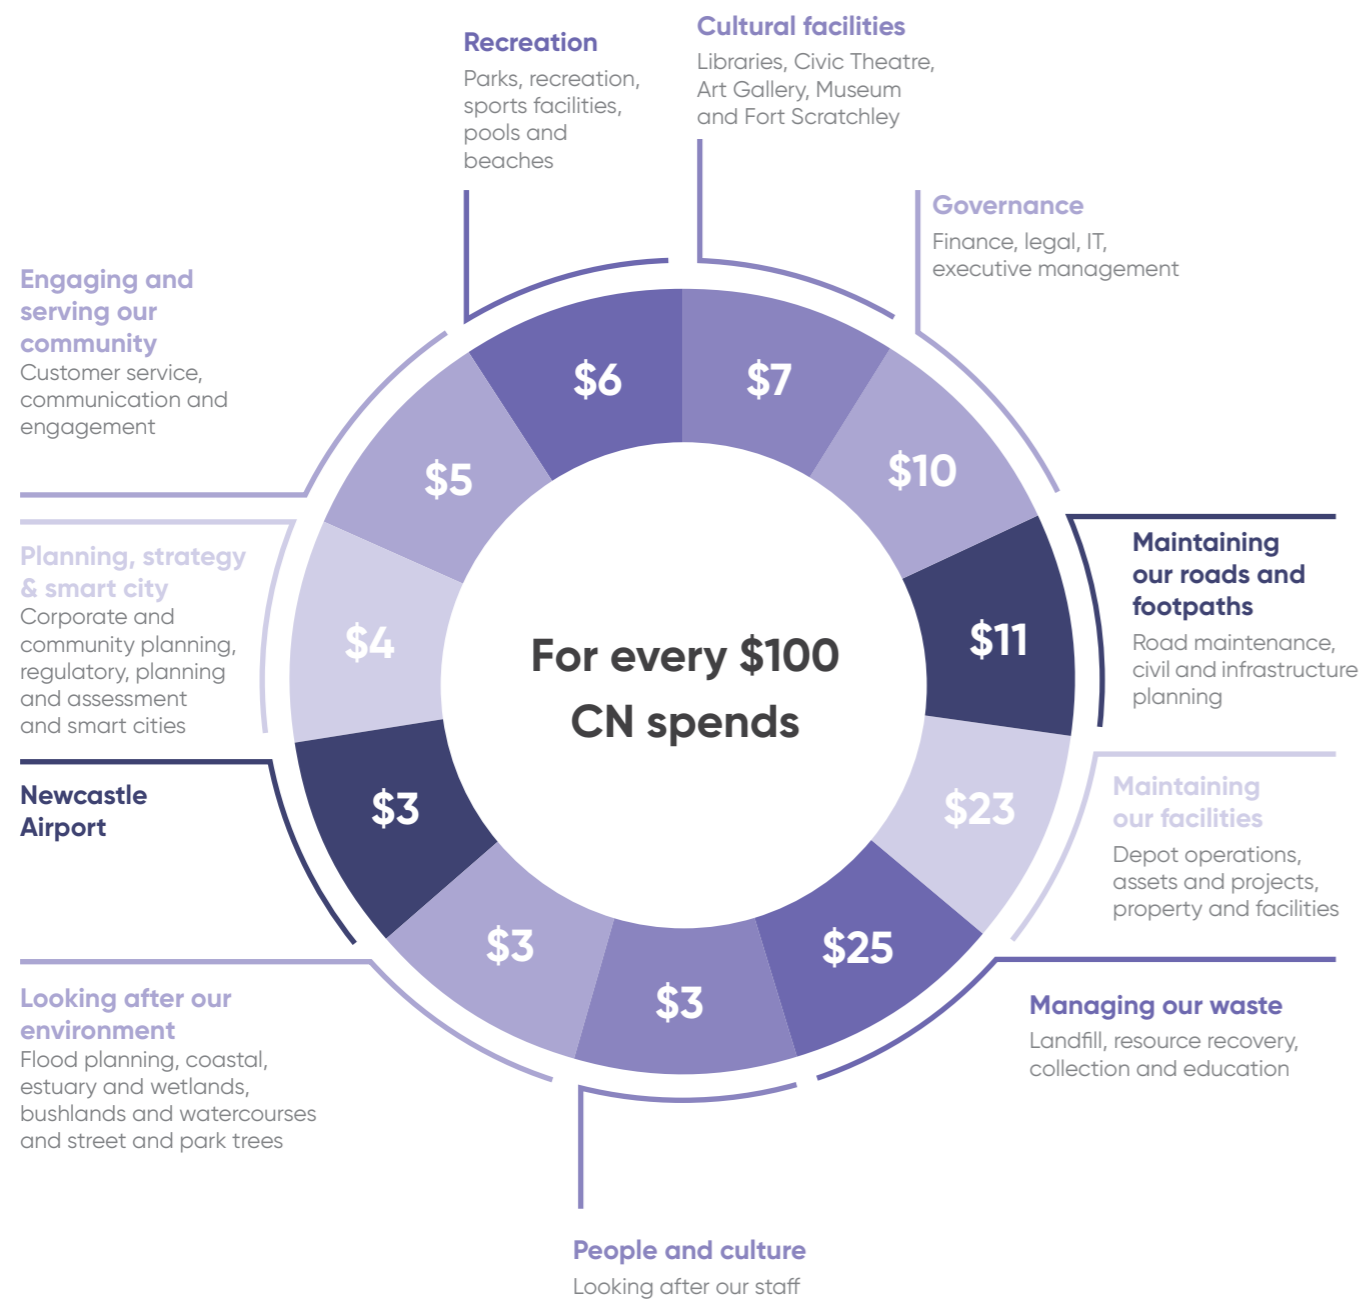 Recreation
Parks, recreation,
sports facilities,
pools and
beaches
Cultural facilities
Libraries, Civic Theatre,
Art Gallery, Museum
and Fort Scratchley
Governance
Finance, legal, IT,
executive management
Engaging and
serving our
community
Customer service,
communication and
engagement
Planning, strategy
& smart city
Corporate and
community planning,
regulatory, planning
and assessment
and smart cities
Newcastle
Airport
Looking after our
environment
Flood planning, coastal,
estuary and wetlands,
bushlands and watercourses
and street and park trees
People and culture
Looking after our staff
Managing our waste
Landfill, resource recovery,
collection and education
Maintaining
our facilities
Depot operations,
assets and projects,
property and facilities
Maintaining
our roads and
footpaths
Road maintenance,
civil and infrastructure
planning
$6
$7
$10
$11
$23
$25
$3
$3
$3
$4
$5
For every $100
CN spends